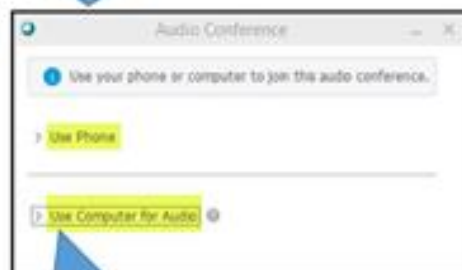 Audio Conference
Use your phone or computer to join this audio conference.
Use Phone
Use Computer for Audio